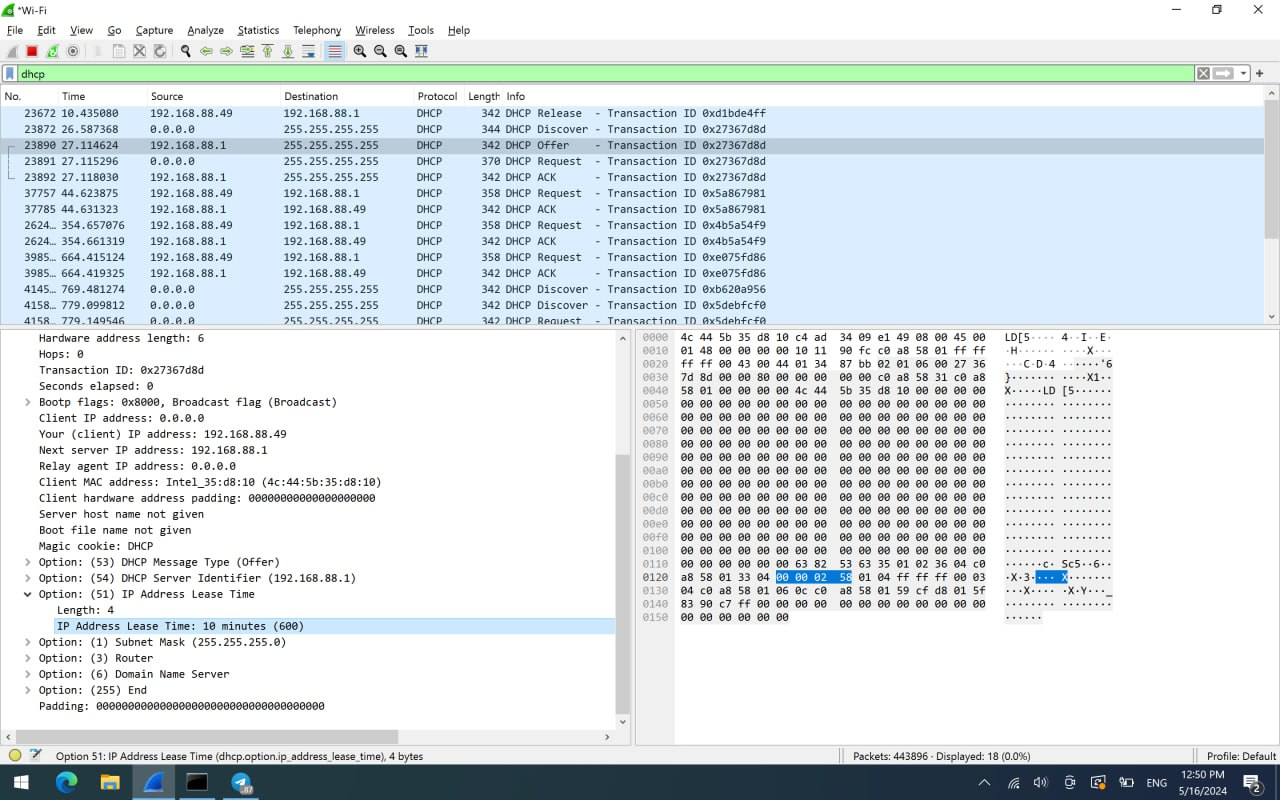 *Wi-Fi
File Edit View Go Capture Analyze Statistics Telephony Wireless Tools Help
dhcp
No. Time Source Destination Protocol Length Info
23672 10.435080 192.168.88.49 192.168.88.1 DHCP 342 DHCP Release - Transaction ID 0xd1bde4ff
23872 26.587368 0.0.0.0 255.255.255.255 DHCP 344 DHCP Discover - Transaction ID 0x27367d8d
23890 27.114624 192.168.88.1 255.255.255.255 DHCP 342 DHCP Offer - Transaction ID 0x27367d8d
23891 27.115296 0.0.0.0 255.255.255.255 DHCP 370 DHCP Request - Transaction ID 0x27367d8d
23892 27.118030 192.168.88.1 255.255.255.255 DHCP 342 DHCP ACK - Transaction ID 0x27367d8d
37757 44.623875 192.168.88.49 192.168.88.1 DHCP 358 DHCP Request - Transaction ID 0x5a867981
37785 44.631323 192.168.88.1 192.168.88.49 DHCP 342 DHCP ACK - Transaction ID 0x5a867981
2624… 354.657076 192.168.88.49 192.168.88.1 DHCP 358 DHCP Request - Transaction ID 0x4b5a54f9
2624… 354.661319 192.168.88.1 192.168.88.49 DHCP 342 DHCP ACK - Transaction ID 0x4b5a54f9
3985… 664.415124 192.168.88.49 192.168.88.1 DHCP 358 DHCP Request - Transaction ID 0xe075fd86
3985… 664.419325 192.168.88.1 192.168.88.49 DHCP 342 DHCP ACK - Transaction ID 0xe075fd86
4145… 769.481274 0.0.0.0 255.255.255.255 DHCP 342 DHCP Discover - Transaction ID 0xb620a956
4158… 779.099812 0.0.0.0 255.255.255.255 DHCP 342 DHCP Discover - Transaction ID 0x5debfcf0
4158… 779.149546 0.0.0.0 255.255.255.255 DHCP 342 DHCP Request - Transaction ID 0x5debfcf0
Hardware address length: 6
Hops: 0
Transaction ID: 0x27367d8d
Seconds elapsed: 0
Bootp flags: 0x8000, Broadcast flag (Broadcast)
Client IP address: 0.0.0.0
Your (client) IP address: 192.168.88.49
Next server IP address: 192.168.88.1
Relay agent IP address: 0.0.0.0
Client MAC address: Intel_35:d8:10 (4c:44:5b:35:d8:10)
Client hardware address padding: 00000000000000000000
Server host name not given
Boot file name not given
Magic cookie: DHCP
Option: (53) DHCP Message Type (Offer)
Option: (54) DHCP Server Identifier (192.168.88.1)
Option: (51) IP Address Lease Time
Length: 4
IP Address Lease Time: 10 minutes (600)
Option: (1) Subnet Mask (255.255.255.0)
Option: (3) Router
Option: (6) Domain Name Server
Option: (255) End
Padding: 000000000000000000000000000000000000
0000 4c 44 5b 35 d8 10 c4 ad 34 09 e1 49 08 00 45 00 LD[5···· 4··I··E·
0010 01 48 00 00 00 00 10 11 90 fc c0 a8 58 01 ff ff ·H······ ····X···
0020 ff ff 00 43 00 44 01 34 87 bb 02 01 06 00 27 36 ···C·D·4 ······'6
0030 7d 8d 00 00 80 00 00 00 00 00 c0 a8 58 31 c0 a8 }······· ····X1··
0040 58 01 00 00 00 00 4c 44 5b 35 d8 10 00 00 00 00 X·····LD [5······
0050 00 00 00 00 00 00 00 00 00 00 00 00 00 00 00 00 ········ ········
0060 00 00 00 00 00 00 00 00 00 00 00 00 00 00 00 00 ········ ········
0070 00 00 00 00 00 00 00 00 00 00 00 00 00 00 00 00 ········ ········
0080 00 00 00 00 00 00 00 00 00 00 00 00 00 00 00 00 ········ ········
0090 00 00 00 00 00 00 00 00 00 00 00 00 00 00 00 00 ········ ········
00a0 00 00 00 00 00 00 00 00 00 00 00 00 00 00 00 00 ········ ········
00b0 00 00 00 00 00 00 00 00 00 00 00 00 00 00 00 00 ········ ········
00c0 00 00 00 00 00 00 00 00 00 00 00 00 00 00 00 00 ········ ········
00d0 00 00 00 00 00 00 00 00 00 00 00 00 00 00 00 00 ········ ········
00e0 00 00 00 00 00 00 00 00 00 00 00 00 00 00 00 00 ········ ········
00f0 00 00 00 00 00 00 00 00 00 00 00 00 00 00 00 00 ········ ········
0100 00 00 00 00 00 00 00 00 00 00 00 00 00 00 00 00 ········ ········
0110 00 00 00 00 00 00 63 82 53 63 35 01 02 36 04 c0 ······c· Sc5··6··
0120 a8 58 01 33 04 00 00 02 58 01 04 ff ff ff 00 03 ·X·3···· X·······
0130 04 c0 a8 58 01 06 0c c0 a8 58 01 59 cf d8 01 5f ···X···· ·X·Y···_
0140 83 90 c7 ff 00 00 00 00 00 00 00 00 00 00 00 00 ········ ········
0150 00 00 00 00 00 00 ······
Option 51: IP Address Lease Time (dhcp.option.ip_address_lease_time), 4 bytes Packets: 443896 · Displayed: 18 (0.0%) Profile: Default
87 ENG 12:50 PM
5/16/2024 2